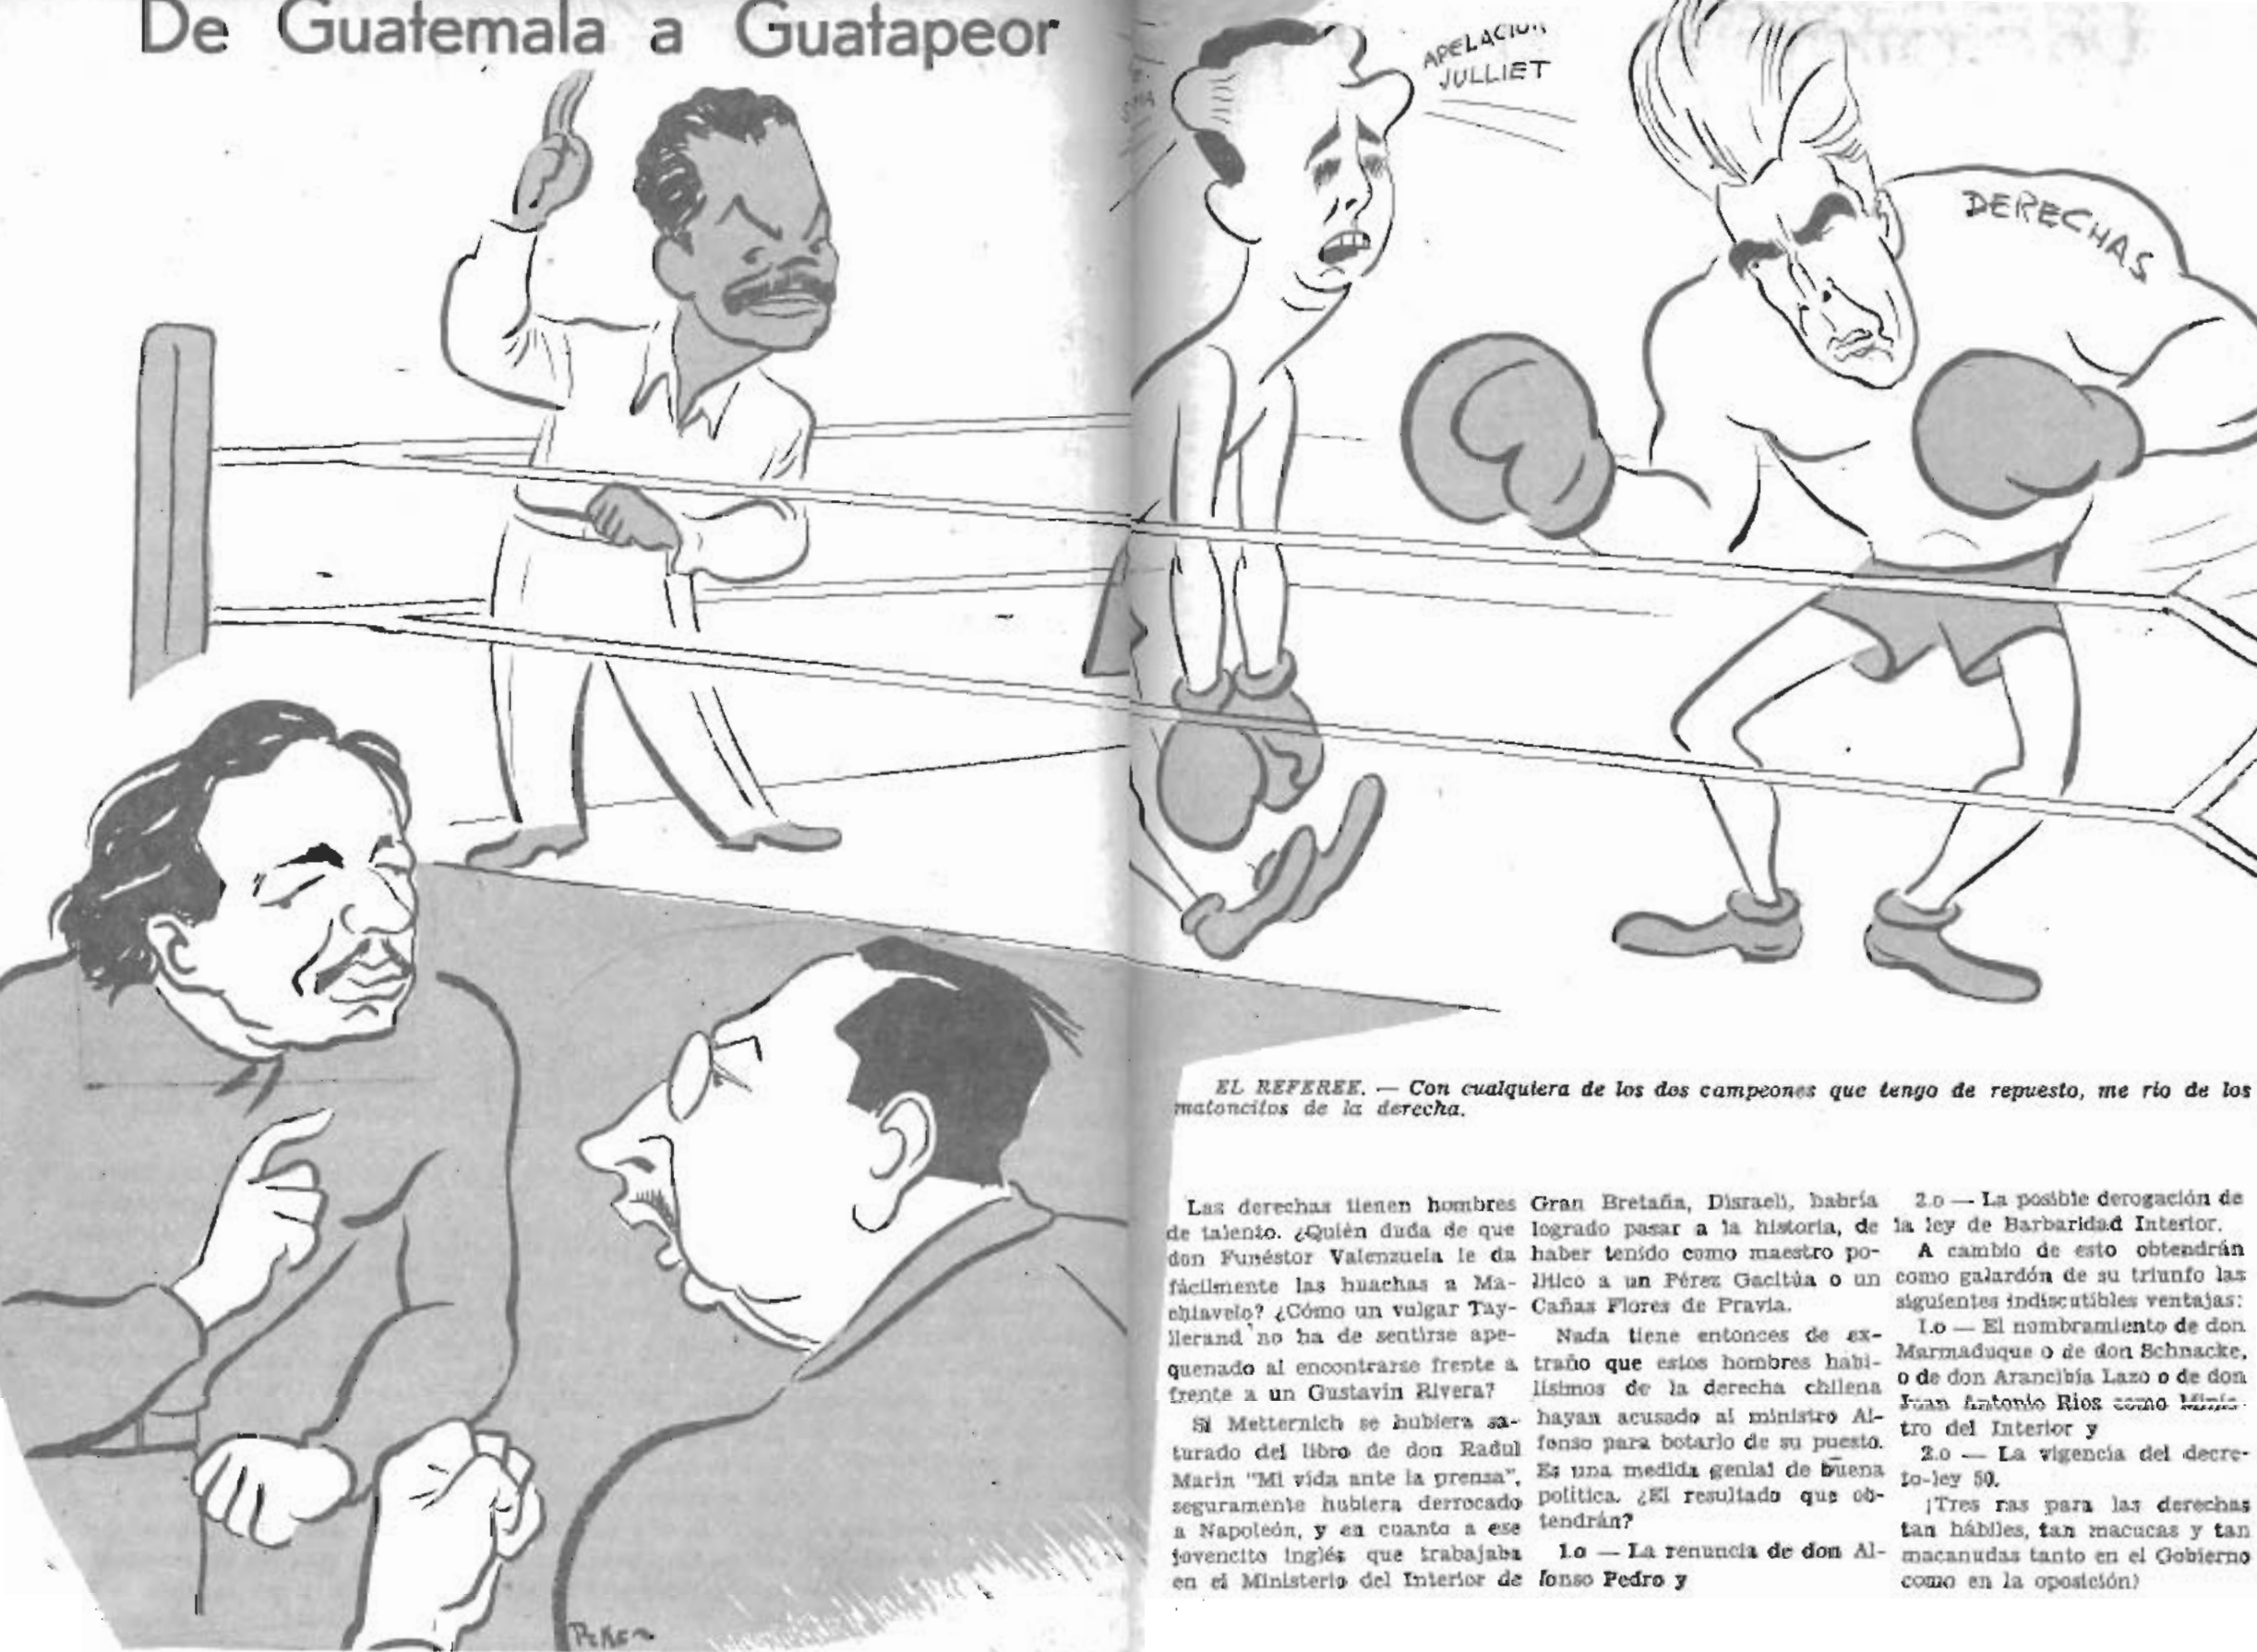 De Guatemala a Guatapeor
APELACION
JULLIET
DERECHAS
EL REFEREE. — Con cualquiera de los dos campeones que tengo de repuesto, me río de los
matoncitos de la derecha.
Las derechas tienen hombres
de talento. ¿Quién duda de que
don Funéstor Valenzuela le da
fácilmente las huachas a Ma-
chiavelo? ¿Cómo un vulgar Tay-
llerand no ha de sentirse ape-
quenado al encontrarse frente a
frente a un Gustavín Rivera?
Si Metternich se hubiera sa-
turado del libro de don Radul
Marín "Mi vida ante la prensa",
seguramente hubiera derrocado
a Napoleón, y en cuanto a ese
jovencito inglés que trabajaba
en el Ministerio del Interior de
Gran Bretaña, Disraeli, habría
logrado pasar a la historia, de
haber tenido como maestro po-
lítico a un Pérez Gacitúa o un
Cañas Flores de Pravia.
Nada tiene entonces de ex-
traño que estos hombres habi-
lísimos de la derecha chilena
hayan acusado al ministro Al-
fonso para botarlo de su puesto.
Es una medida genial de buena
política. ¿El resultado que ob-
tendrán?
1.o — La renuncia de don Al-
fonso Pedro y
2.o — La posible derogación de
la ley de Barbaridad Interior.
A cambio de esto obtendrán
como galardón de su triunfo las
siguientes indiscutibles ventajas:
1.o — El nombramiento de don
Marmaduque o de don Schnacke,
o de don Arancibia Lazo o de don
Juan Antonio Ríos como Minis-
tro del Interior y
2.o — La vigencia del decre-
to-ley 50.
¡Tres ras para las derechas
tan hábiles, tan macucas y tan
macanudas tanto en el Gobierno
como en la oposición!